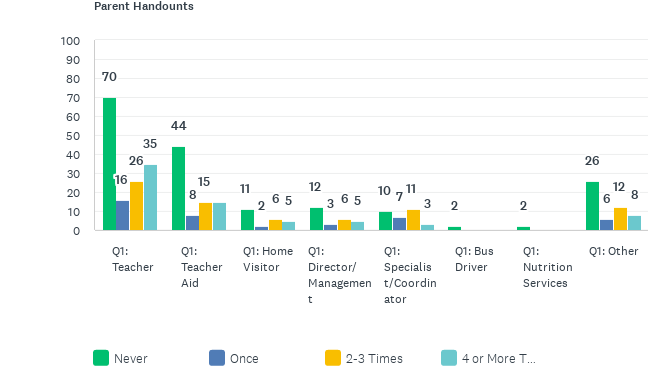 Parent Handounts
100
90
80
70
60
50
40
30
20
10
0
70
16
26
35
44
8
15
11
2
6
5
12
3
6
5
10
7
11
3
2
2
26
6
12
8
Q1:
Teacher
Q1:
Teacher
Aid
Q1: Home
Visitor
Q1:
Director/
Managemen
t
Q1:
Specialis
t/Coordin
ator
Q1: Bus
Driver
Q1:
Nutrition
Services
Q1: Other
Never
Once
2-3 Times
4 or More T...